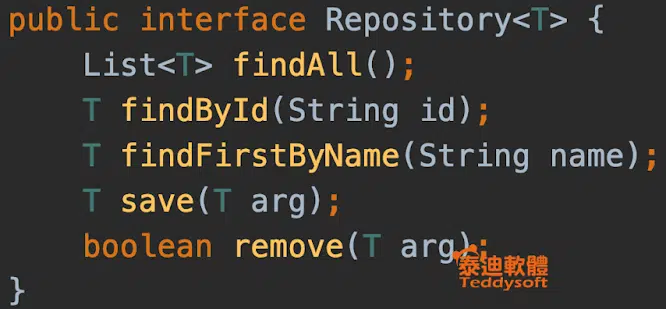 public interface Repository<T> {
    List<T> findAll();
    T findById(String id);
    T findFirstByName(String name);
    T save(T arg);
    boolean remove(T arg);
}
泰迪軟體
Teddysoft